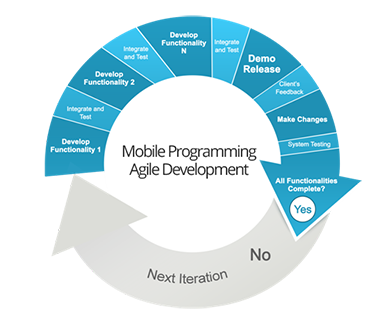 Develop
Functionality 1
Integrate and
Test
Develop
Functionality 2
Integrate
and Test
Develop
Functionality
N
Integrate
and Test
Demo
Release
Client's
Feedback
Make Changes
System Testing
All Functionalities
Complete?
Yes
No
Next Iteration
Mobile Programming
Agile Development